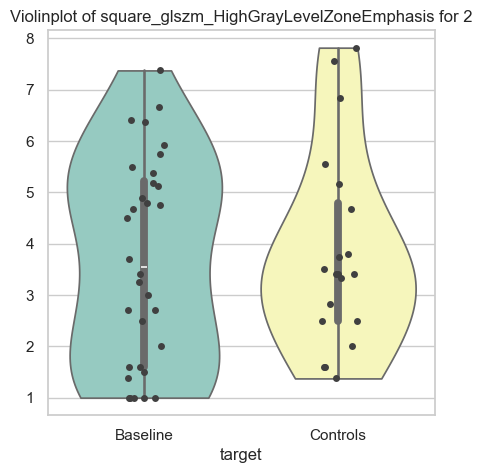 Violinplot of square_glszm_HighGrayLevelZoneEmphasis for 2
8
7
6
5
4
3
2
1
Baseline Controls
target